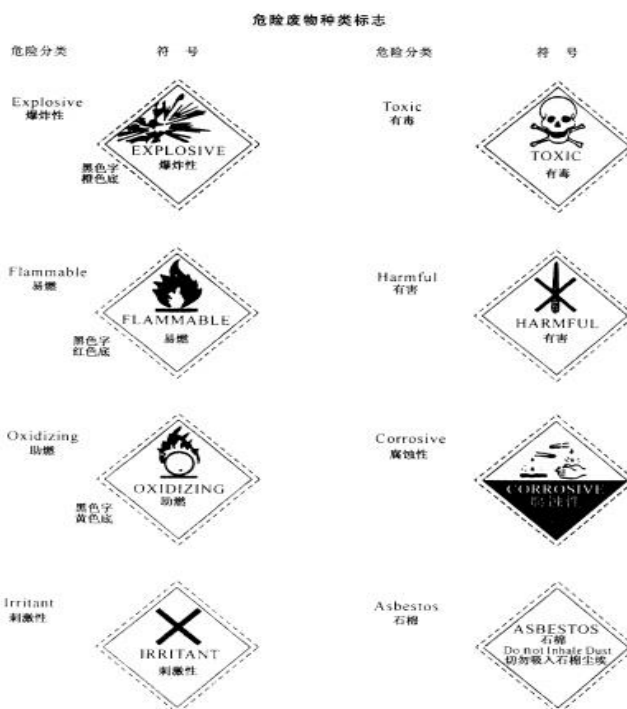 危险废物种类标志
危险分类 符 号 危险分类 符 号
Explosive
爆炸性
EXPLOSIVE
爆炸性
黑色字
橙色底
Toxic
有毒
TOXIC
有毒
Flammable
易燃
FLAMMABLE
易燃
黑色字
红色底
Harmful
有害
HARMFUL
有害
Oxidizing
助燃
OXIDIZING
助燃
黑色字
黄色底
Corrosive
腐蚀性
CORROSIVE
腐蚀性
Irritant
刺激性
IRRITANT
刺激性
Asbestos
石棉
ASBESTOS
石棉
Do not Inhale Dust
切勿吸入石棉尘埃